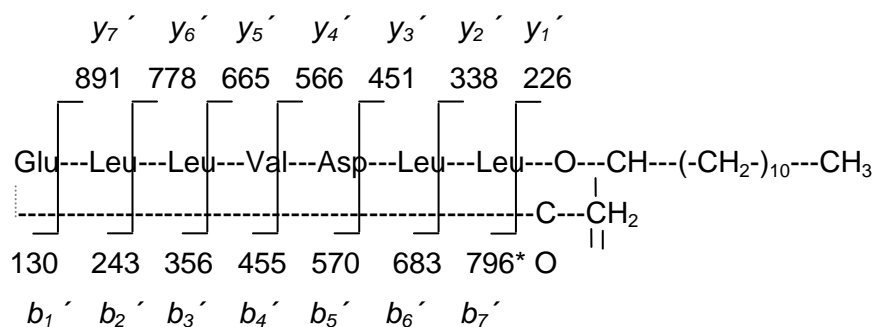 y₇´ y₆´ y₅´ y₄´ y₃´ y₂´ y₁´
891 778 665 566 451 338 226
Glu---Leu---Leu---Val---Asp---Leu---Leu---O---CH---(-CH₂-)₁₀---CH₃
C---CH₂
130 243 356 455 570 683 796* O
b₁´ b₂´ b₃´ b₄´ b₅´ b₆´ b₇´